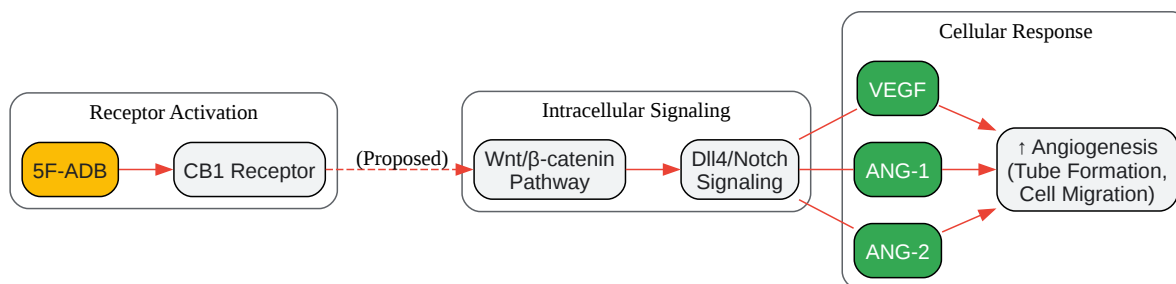 Receptor Activation
5F-ADB
CB1 Receptor
(Proposed)
Intracellular Signaling
Wnt/β-catenin
Pathway
Dll4/Notch
Signaling
Cellular Response
VEGF
ANG-1
ANG-2
↑ Angiogenesis
(Tube Formation,
Cell Migration)